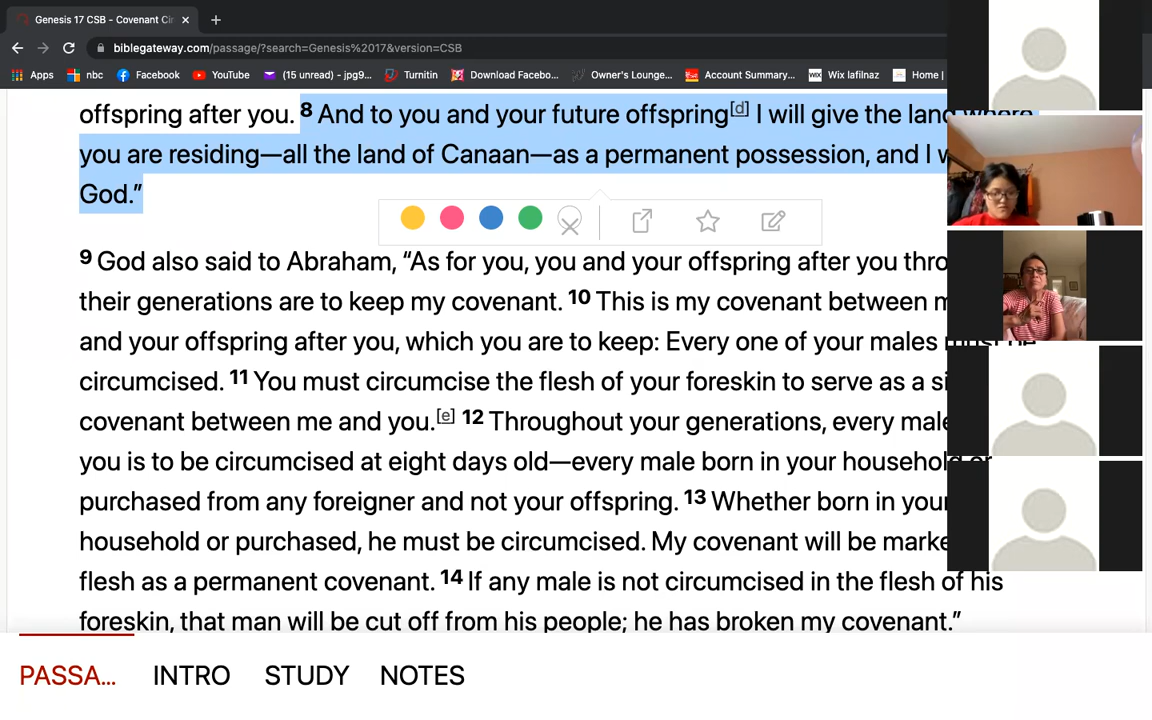 Genesis 17 CSB - Covenant Cir
biblegateway.com/passage/?search=Genesis%2017&version=CSB
Apps nbc Facebook YouTube (15 unread) - jpg9... Turnitin Download Facebo... Owner's Lounge... Account Summary... WIX Wix lafilnaz Home |
offspring after you. 8 And to you and your future offspring[d] I will give the land where
you are residing—all the land of Canaan—as a permanent possession, and I
God.”
9 God also said to Abraham, “As for you, you and your offspring after you thro
their generations are to keep my covenant. 10 This is my covenant between
and your offspring after you, which you are to keep: Every one of your males must be
circumcised. 11 You must circumcise the flesh of your foreskin to serve as a si
covenant between me and you.[e] 12 Throughout your generations, every male
you is to be circumcised at eight days old—every male born in your household or
purchased from any foreigner and not your offspring. 13 Whether born in your
household or purchased, he must be circumcised. My covenant will be marke
flesh as a permanent covenant. 14 If any male is not circumcised in the flesh of his
foreskin, that man will be cut off from his people; he has broken my covenant.”
PASSA... INTRO STUDY NOTES